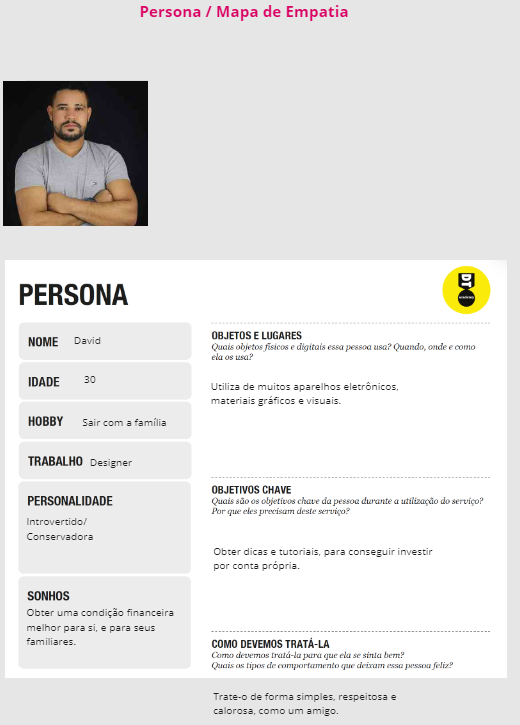 Persona / Mapa de Empatia
PERSONA
DT
ACADEMY
NOME David
IDADE 30
HOBBY Sair com a família
TRABALHO Designer
PERSONALIDADE
Introvertido/
Conservadora
SONHOS
Obter uma condição financeira
melhor para si, e para seus
familiares.
OBJETOS E LUGARES
Quais objetos físicos e digitais essa pessoa usa? Quando, onde e como
ela os usa?
Utiliza de muitos aparelhos eletrônicos,
materiais gráficos e visuais.
OBJETIVOS CHAVE
Quais são os objetivos chave da pessoa durante a utilização do serviço?
Por que eles precisam deste serviço?
Obter dicas e tutoriais, para conseguir investir
por conta própria.
COMO DEVEMOS TRATÁ-LA
Como devemos tratá-la para que ela se sinta bem?
Quais os tipos de comportamento que deixam essa pessoa feliz?
Trate-o de forma simples, respeitosa e
calorosa, como um amigo.